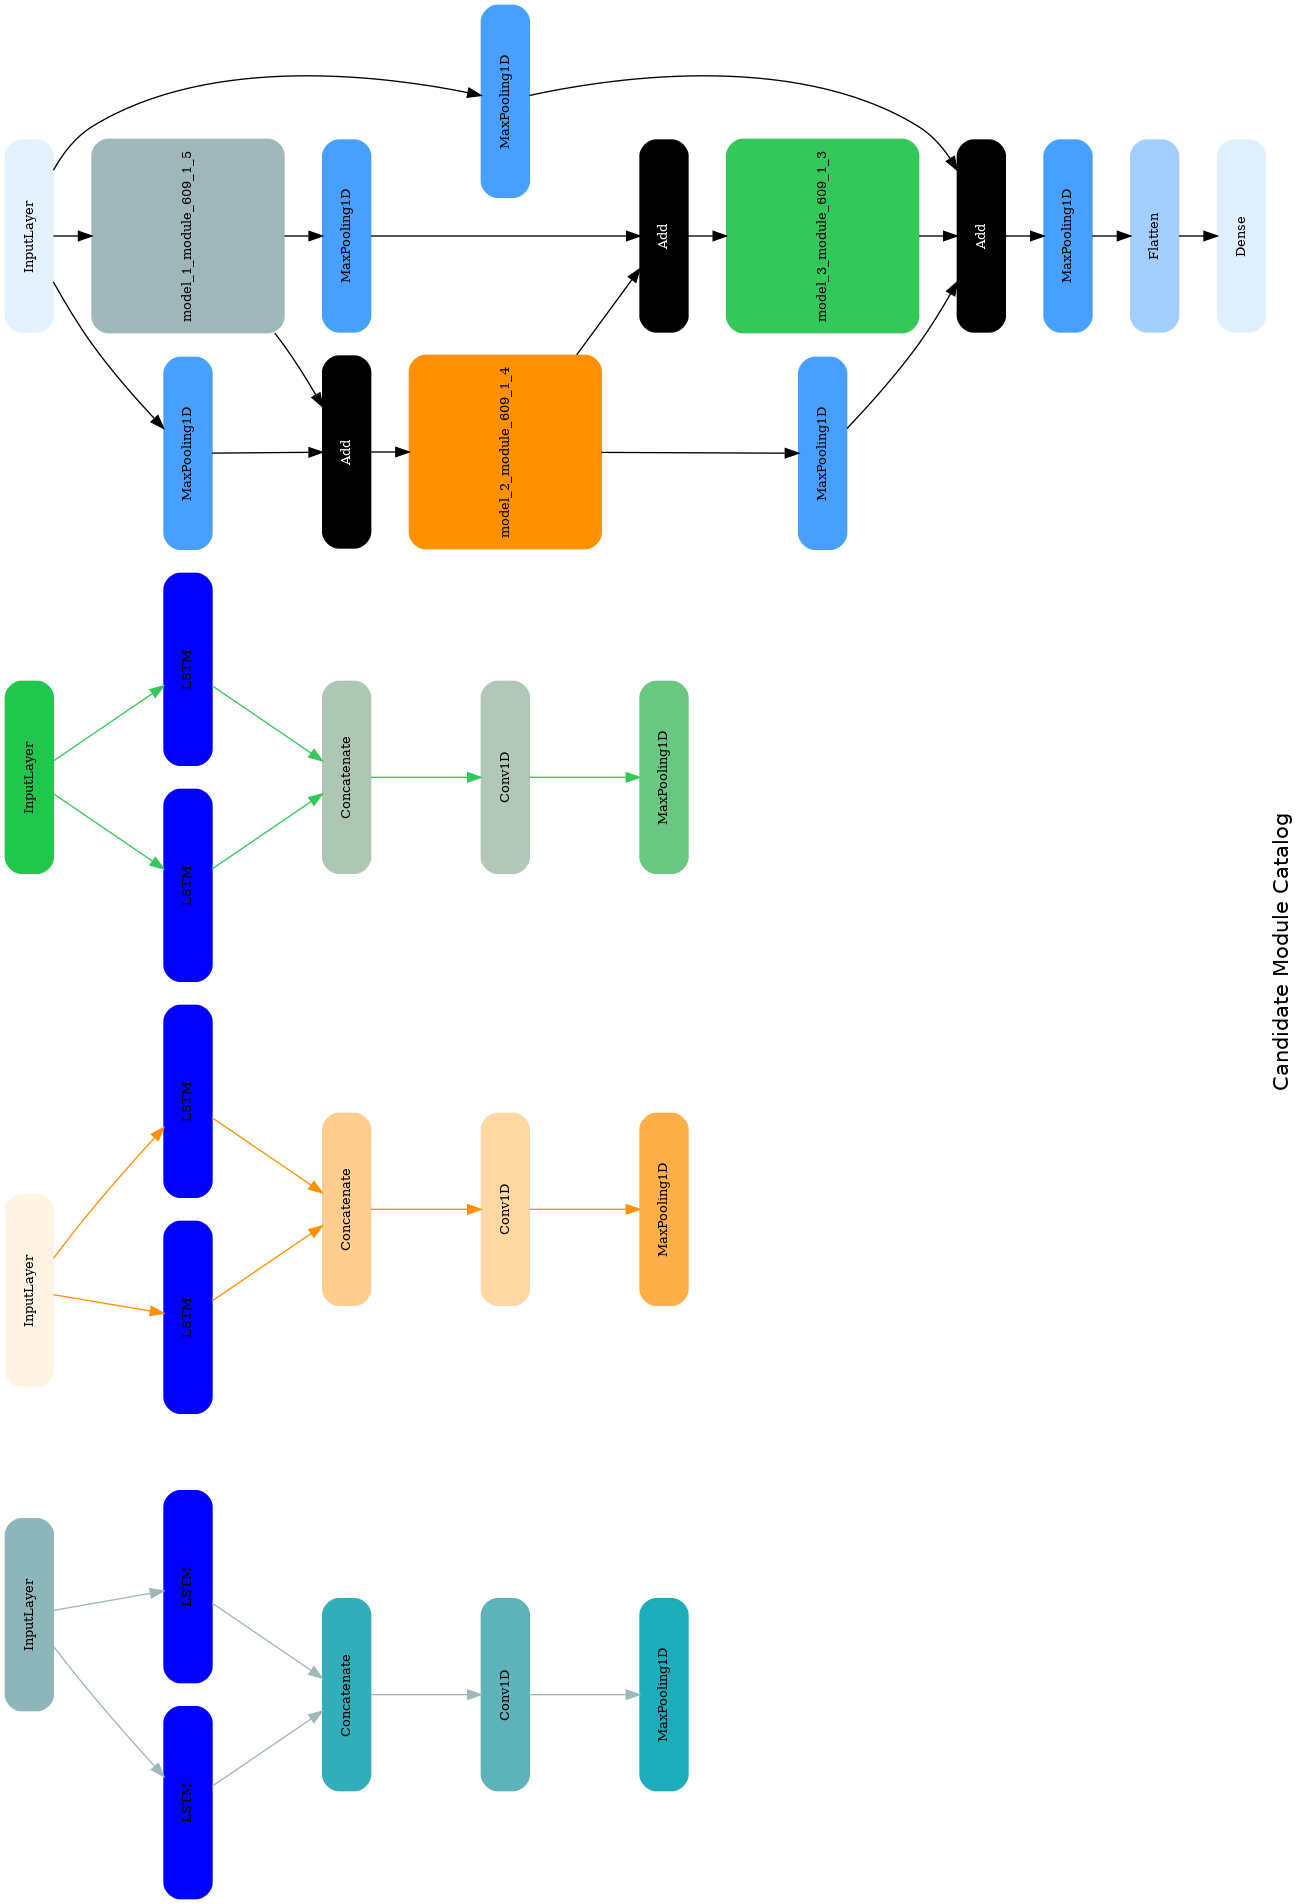 MaxPooling1D
InputLayer
model_1_module_609_1_5
MaxPooling1D
Add
model_3_module_609_1_3
Add
MaxPooling1D
Flatten
Dense
MaxPooling1D
Add
model_2_module_609_1_4
MaxPooling1D
LSTM
InputLayer
LSTM
Concatenate
Conv1D
MaxPooling1D
LSTM
InputLayer
LSTM
Concatenate
Conv1D
MaxPooling1D
LSTM
InputLayer
LSTM
Concatenate
Conv1D
MaxPooling1D
Candidate Module Catalog